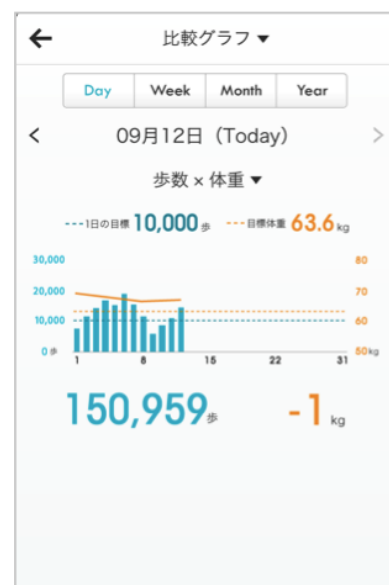 比較グラフ ▼
Day Week Month Year
< 09月12日（Today） >
歩数 × 体重 ▼
1日の目標 10,000 歩 目標体重 63.6 kg
30,000 80
20,000 70
10,000 60
0 歩 50kg
1 8 15 22 31
150,959 歩 -1 kg